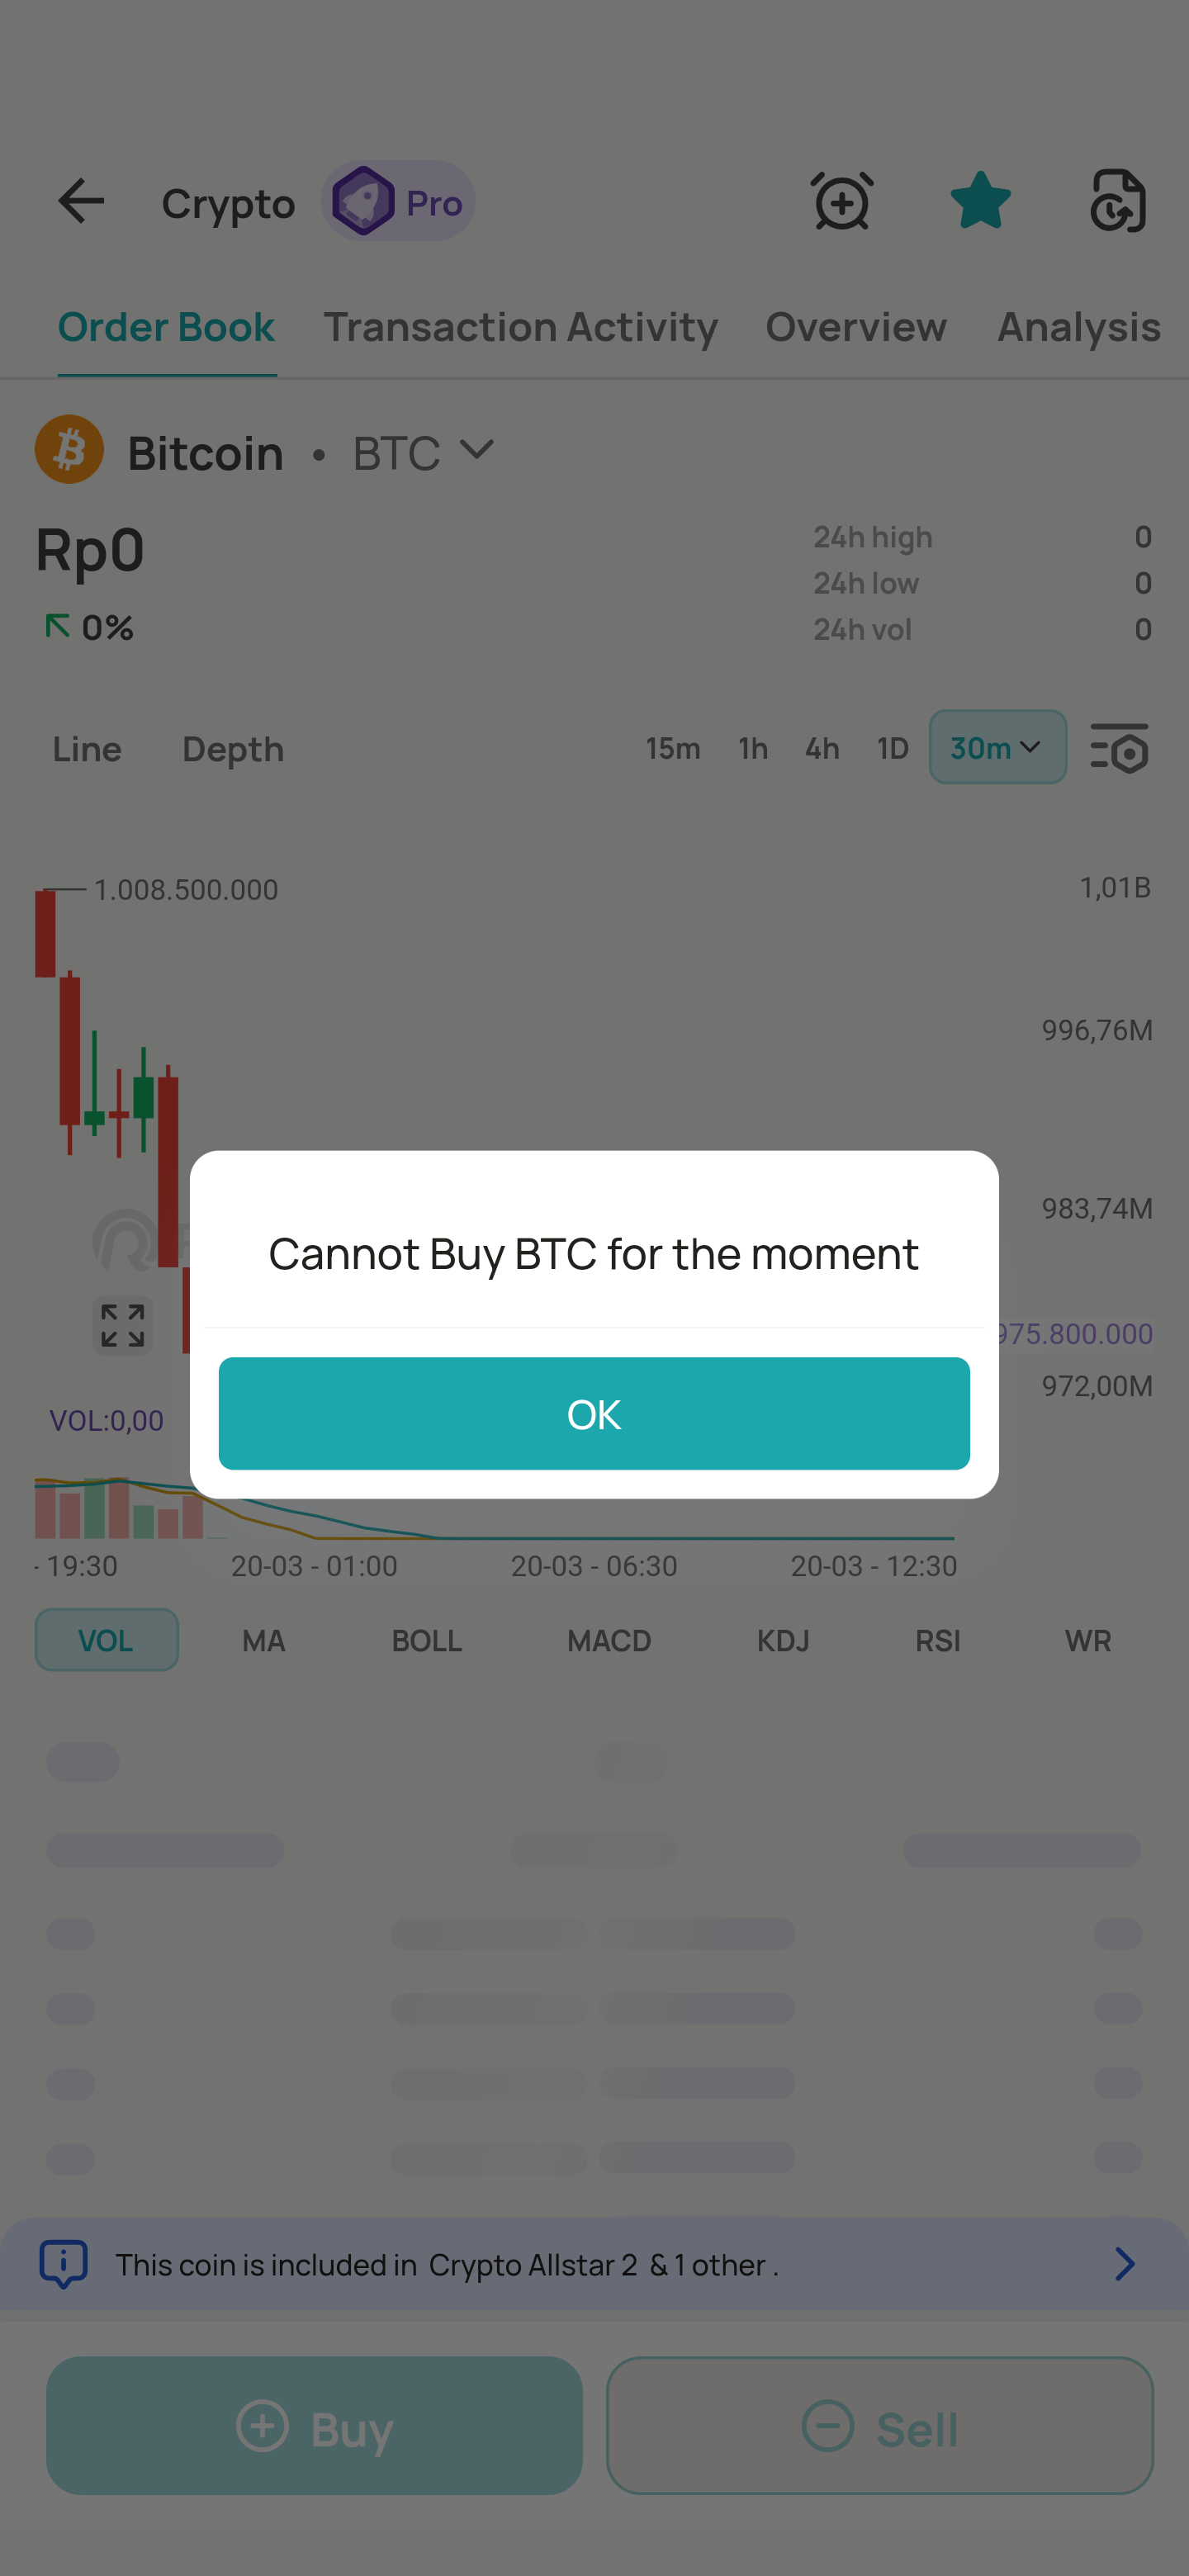 Crypto Pro
Order Book Transaction Activity Overview Analysis
Bitcoin • BTC
Rp0
0%
24h high 0
24h low 0
24h vol 0
Line Depth 15m 1h 4h 1D 30m
1.008.500.000
1,01B
996,76M
983,74M
Cannot Buy BTC for the moment
975.800.000
972,00M
OK
VOL:0,00
- 19:30 20-03 - 01:00 20-03 - 06:30 20-03 - 12:30
VOL MA BOLL MACD KDJ RSI WR
This coin is included in Crypto Allstar 2 & 1 other .
Buy Sell